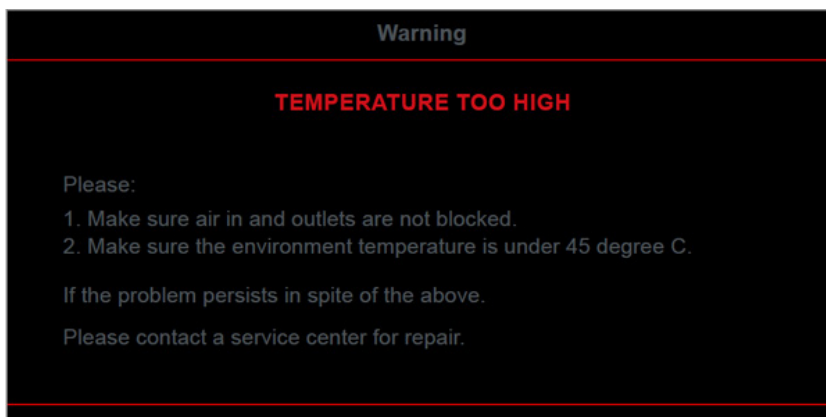 Warning
TEMPERATURE TOO HIGH
Please:
1. Make sure air in and outlets are not blocked.
2. Make sure the environment temperature is under 45 degree C.
If the problem persists in spite of the above.
Please contact a service center for repair.